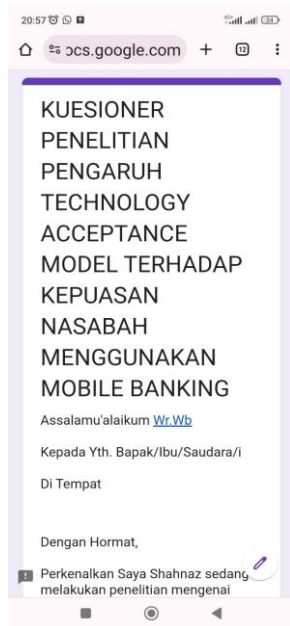 20:57
34
ocs.google.com
12
KUESIONER
PENELITIAN
PENGARUH
TECHNOLOGY
ACCEPTANCE
MODEL TERHADAP
KEPUASAN
NASABAH
MENGGUNAKAN
MOBILE BANKING
Assalamu'alaikum Wr.Wb
Kepada Yth. Bapak/Ibu/Saudara/i
Di Tempat
Dengan Hormat,
Perkenalkan Saya Shahnaz sedang
melakukan penelitian mengenai